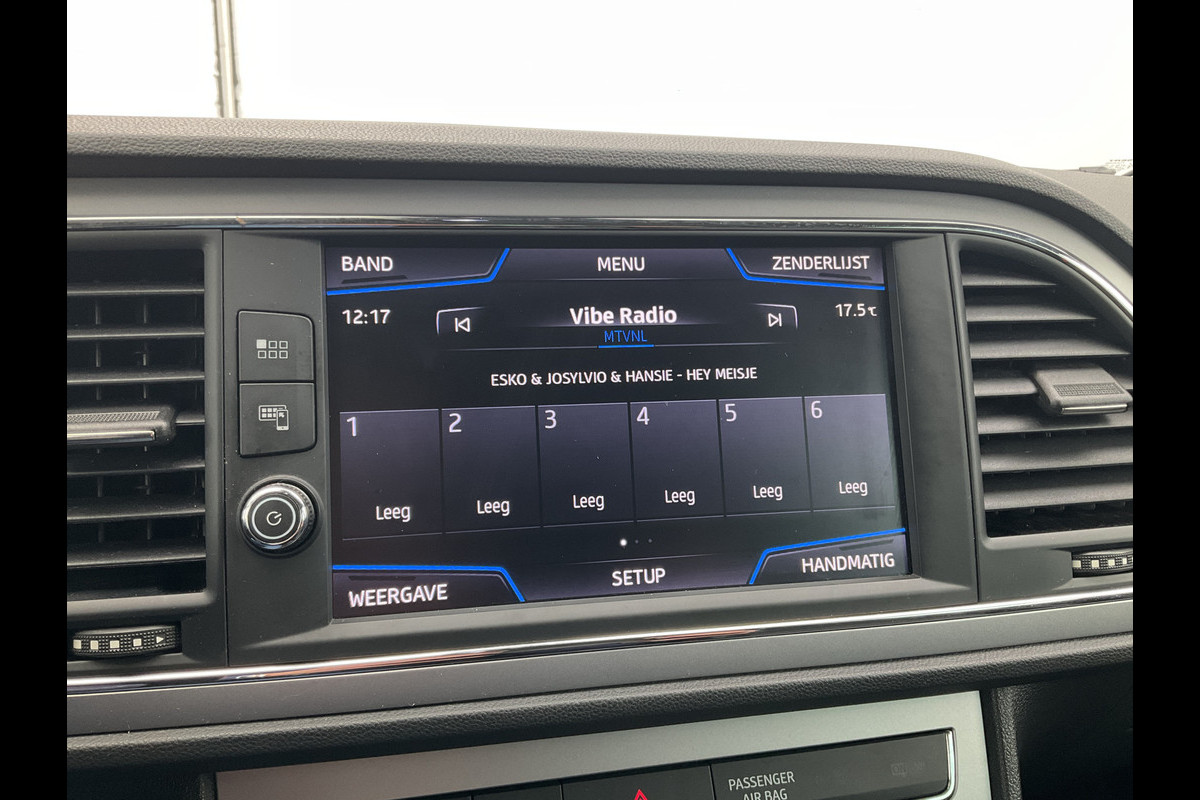 BAND MENU ZENDERLIJST
12:17 Vibe Radio 17.5°C
MTVNL
ESKO & JOSYLVIO & HANSIE - HEY MEISJE
1 2 3 4 5 6
Leeg Leeg Leeg Leeg Leeg Leeg
WEERGAVE SETUP HANDMATIG
PASSENGER
AIR BAG